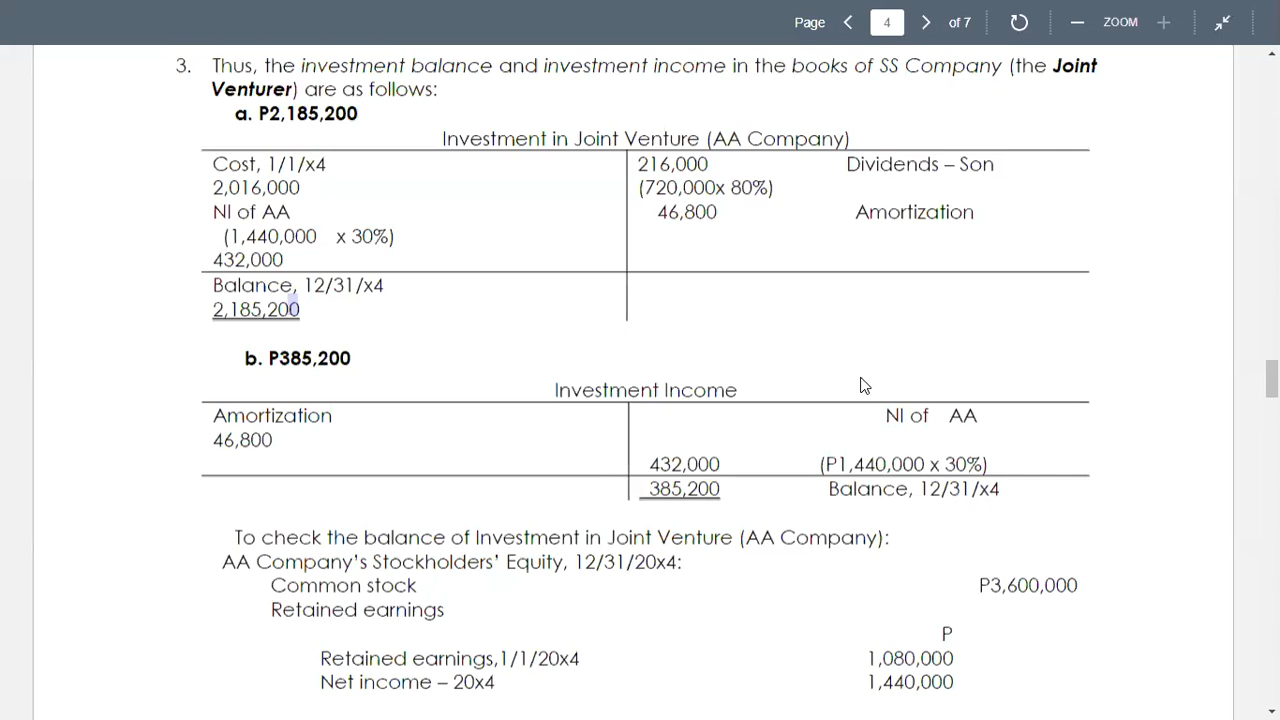 Page 4 of 7 ZOOM
3. Thus, the investment balance and investment income in the books of SS Company (the Joint
Venturer) are as follows:
a. P2,185,200
Investment in Joint Venture (AA Company)
Cost, 1/1/x4 216,000 Dividends – Son
2,016,000 (720,000x 80%)
NI of AA 46,800 Amortization
(1,440,000 x 30%)
432,000
Balance, 12/31/x4
2,185,200
b. P385,200
Investment Income
Amortization NI of AA
46,800
432,000 (P1,440,000 x 30%)
385,200 Balance, 12/31/x4
To check the balance of Investment in Joint Venture (AA Company):
AA Company’s Stockholders’ Equity, 12/31/20x4:
Common stock P3,600,000
Retained earnings
P
Retained earnings,1/1/20x4 1,080,000
Net income – 20x4 1,440,000